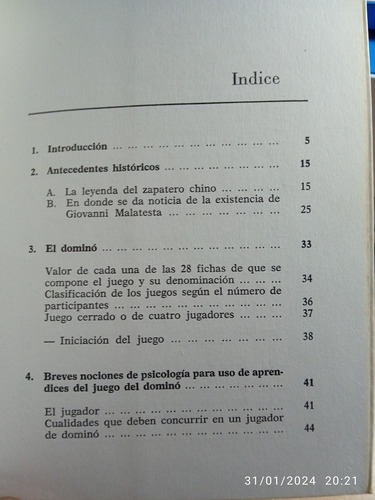 Indice
1. Introducción ... ... ... ... ... ... ... ... ... ... ... ... 5
2. Antecedentes históricos ... ... ... ... ... ... ... ... 15
A. La leyenda del zapatero chino ... ... ... ... 15
B. En donde se da noticia de la existencia de
Giovanni Malatesta ... ... ... ... ... ... ... 25
3. El dominó ... ... ... ... ... ... ... ... ... ... ... ... 33
Valor de cada una de las 28 fichas de que se
compone el juego y su denominación ... ... ... 34
Clasificación de los juegos según el número de
participantes ... ... ... ... ... ... ... ... ... ... 36
Juego cerrado o de cuatro jugadores ... ... ... 37
— Iniciación del juego ... ... ... ... ... ... ... 38
4. Breves nociones de psicología para uso de apren-
dices del juego del dominó ... ... ... ... ... ... 41
El jugador ... ... ... ... ... ... ... ... ... ... ... 41
Cualidades que deben concurrir en un jugador
de dominó ... ... ... ... ... ... ... ... ... ... ... 44
31/01/2024 20:21